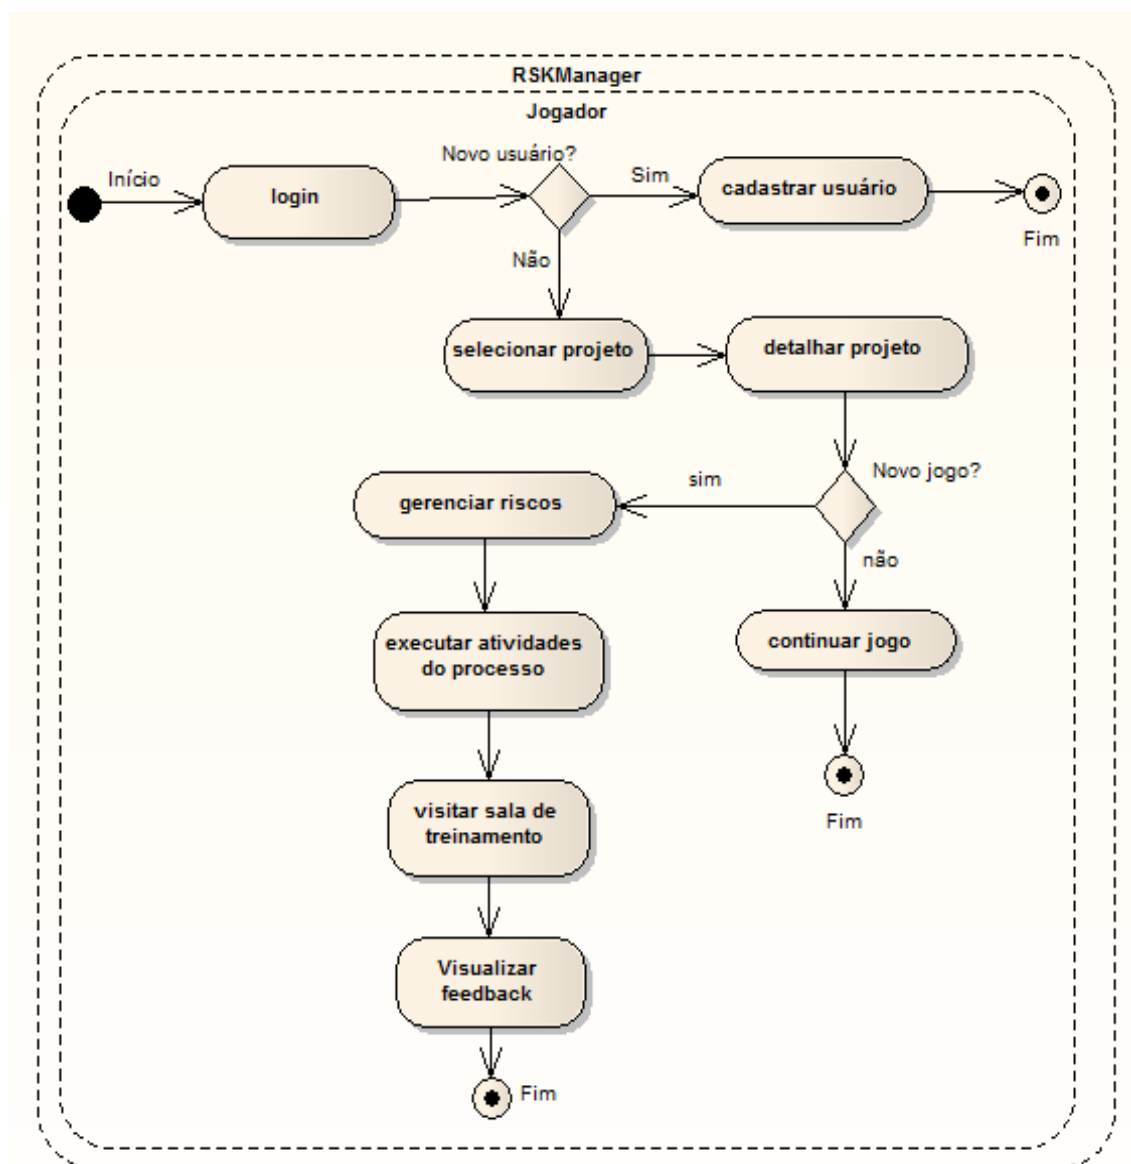 RSKManager
Jogador
Novo usuário?
Início
login
Sim
cadastrar usuário
Fim
Não
selecionar projeto
detalhar projeto
Novo jogo?
sim
gerenciar riscos
não
executar atividades
do processo
continuar jogo
visitar sala de
treinamento
Fim
Visualizar
feedback
Fim